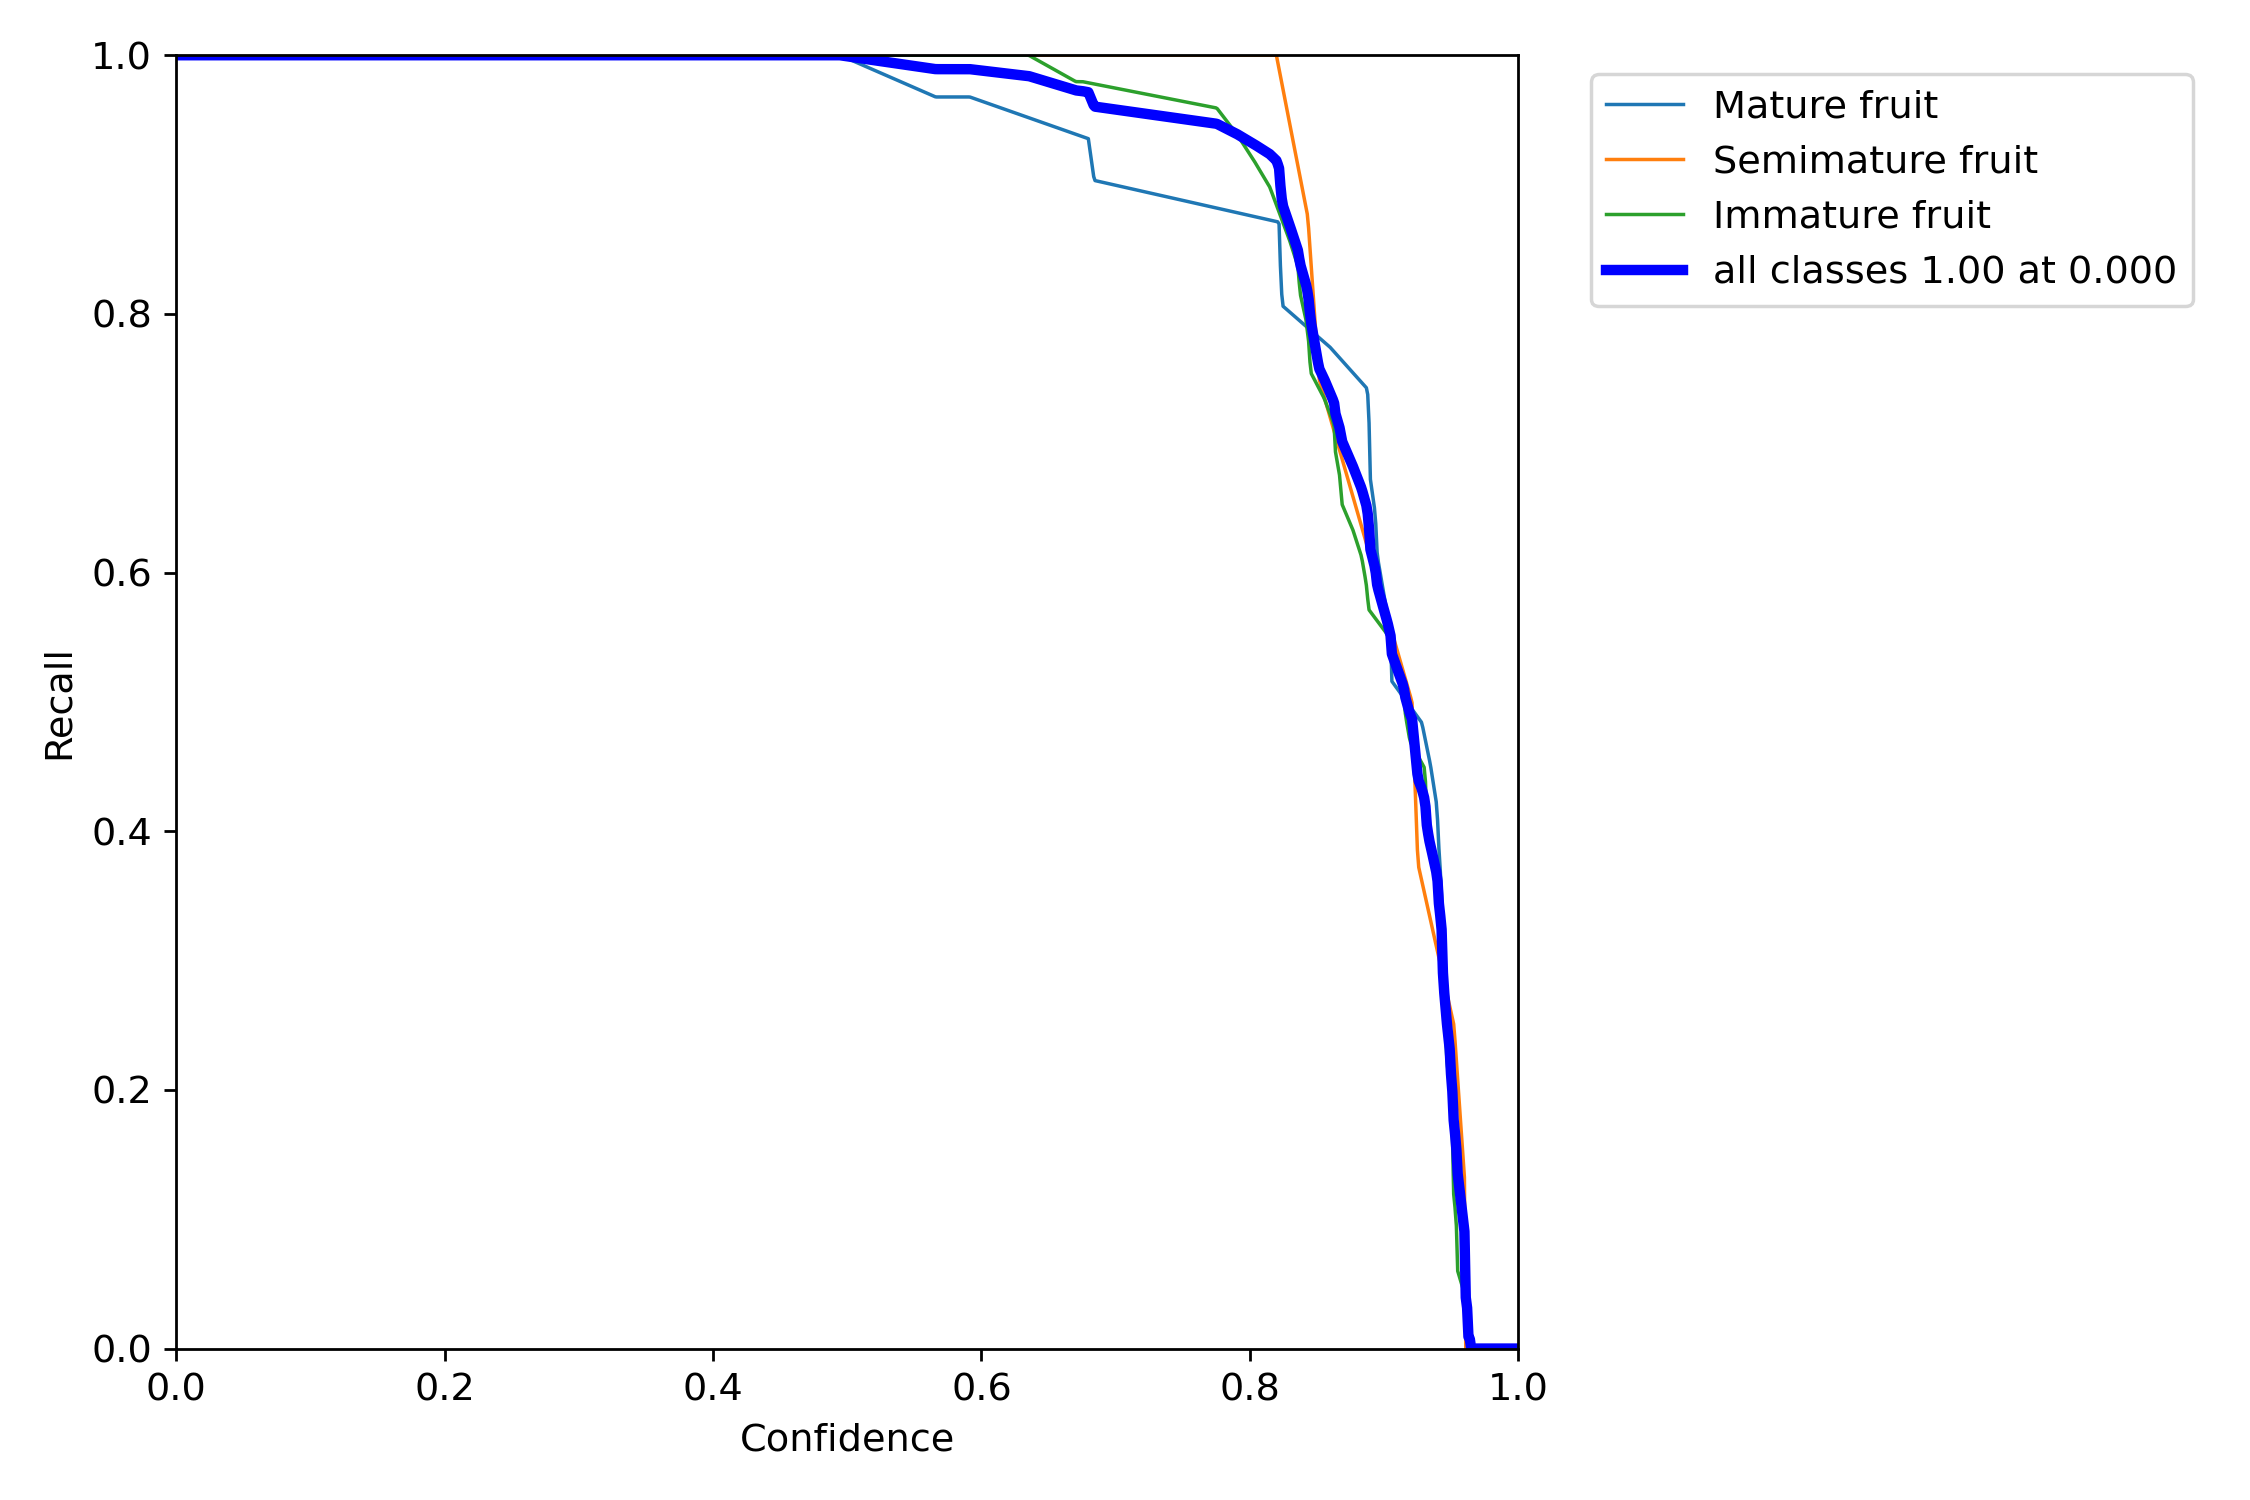 1.0
0.8
0.6
0.4
0.2
0.0
Recall
0.0 0.2 0.4 0.6 0.8 1.0
Confidence
Mature fruit
Semimature fruit
Immature fruit
all classes 1.00 at 0.000